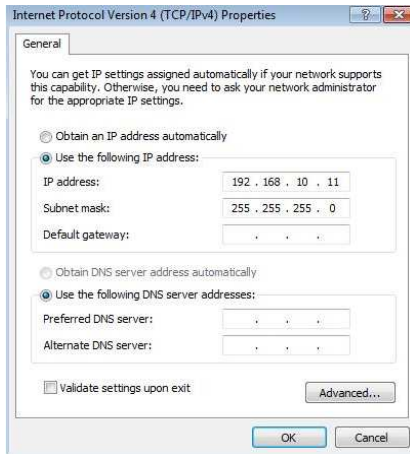 Internet Protocol Version 4 (TCP/IPv4) Properties
General
You can get IP settings assigned automatically if your network supports
this capability. Otherwise, you need to ask your network administrator
for the appropriate IP settings.
Obtain an IP address automatically
Use the following IP address:
IP address: 192 . 168 . 10 . 11
Subnet mask: 255 . 255 . 255 . 0
Default gateway: . . .
Obtain DNS server address automatically
Use the following DNS server addresses:
Preferred DNS server: . . .
Alternate DNS server: . . .
Validate settings upon exit
Advanced...
OK Cancel